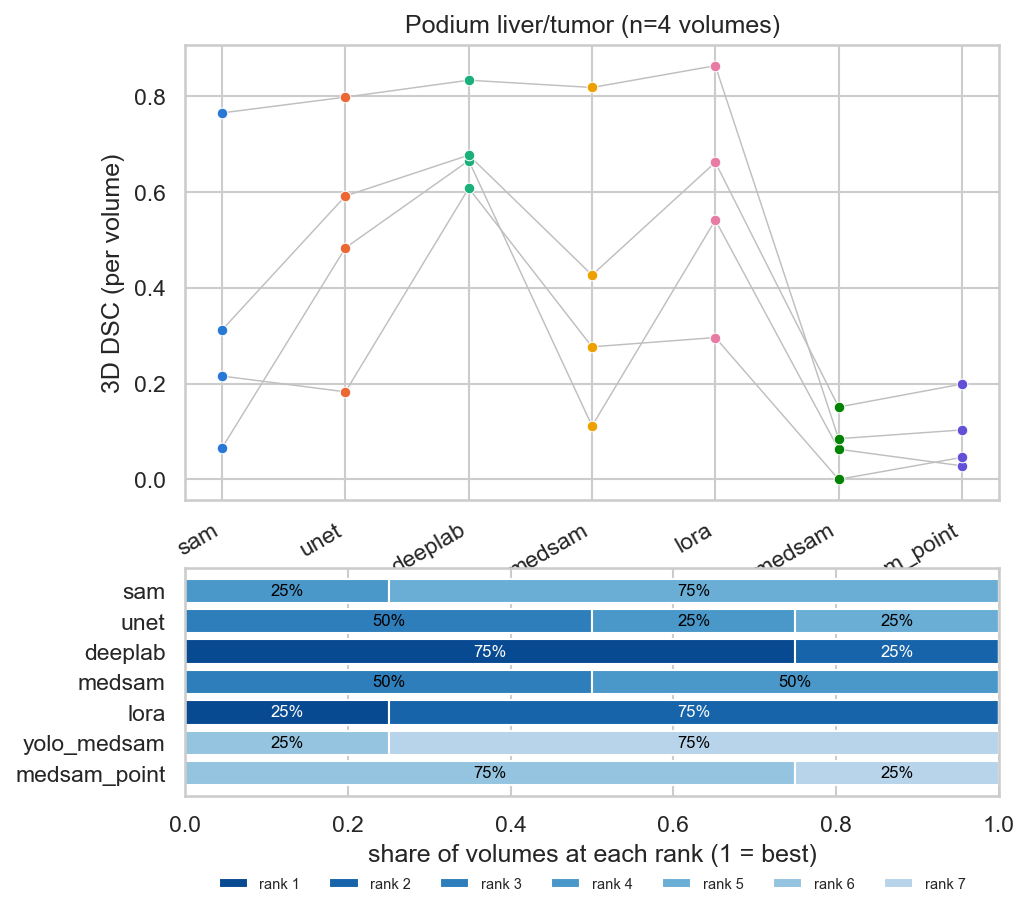 Podium liver/tumor (n=4 volumes)
3D DSC (per volume)
0.8
0.6
0.4
0.2
0.0
sam
unet
deeplab
medsam
lora
medsam
m_point
sam 25% 75%
unet 50% 25% 25%
deeplab 75% 25%
medsam 50% 50%
lora 25% 75%
yolo_medsam 25% 75%
medsam_point 75% 25%
0.0 0.2 0.4 0.6 0.8 1.0
share of volumes at each rank (1 = best)
rank 1 rank 2 rank 3 rank 4 rank 5 rank 6 rank 7